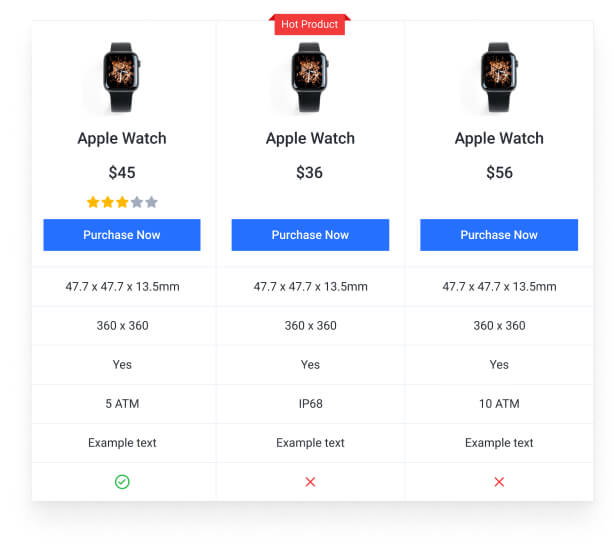 Hot Product
Apple Watch Apple Watch Apple Watch
$45 $36 $56
Purchase Now Purchase Now Purchase Now
47.7 x 47.7 x 13.5mm 47.7 x 47.7 x 13.5mm 47.7 x 47.7 x 13.5mm
360 x 360 360 x 360 360 x 360
Yes Yes Yes
5 ATM IP68 10 ATM
Example text Example text Example text